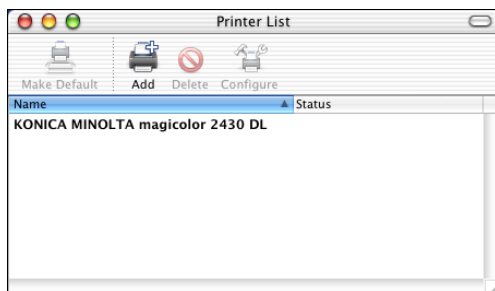 Printer List
Make Default Add Delete Configure
Name Status
KONICA MINOLTA magicolor 2430 DL